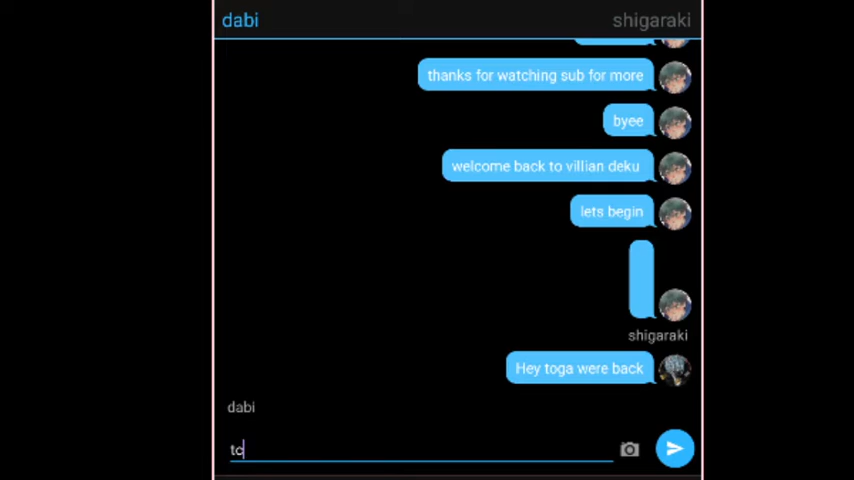 dabi
shigaraki
thanks for watching sub for more
byee
welcome back to villian deku
lets begin
shigaraki
Hey toga were back
dabi
tc